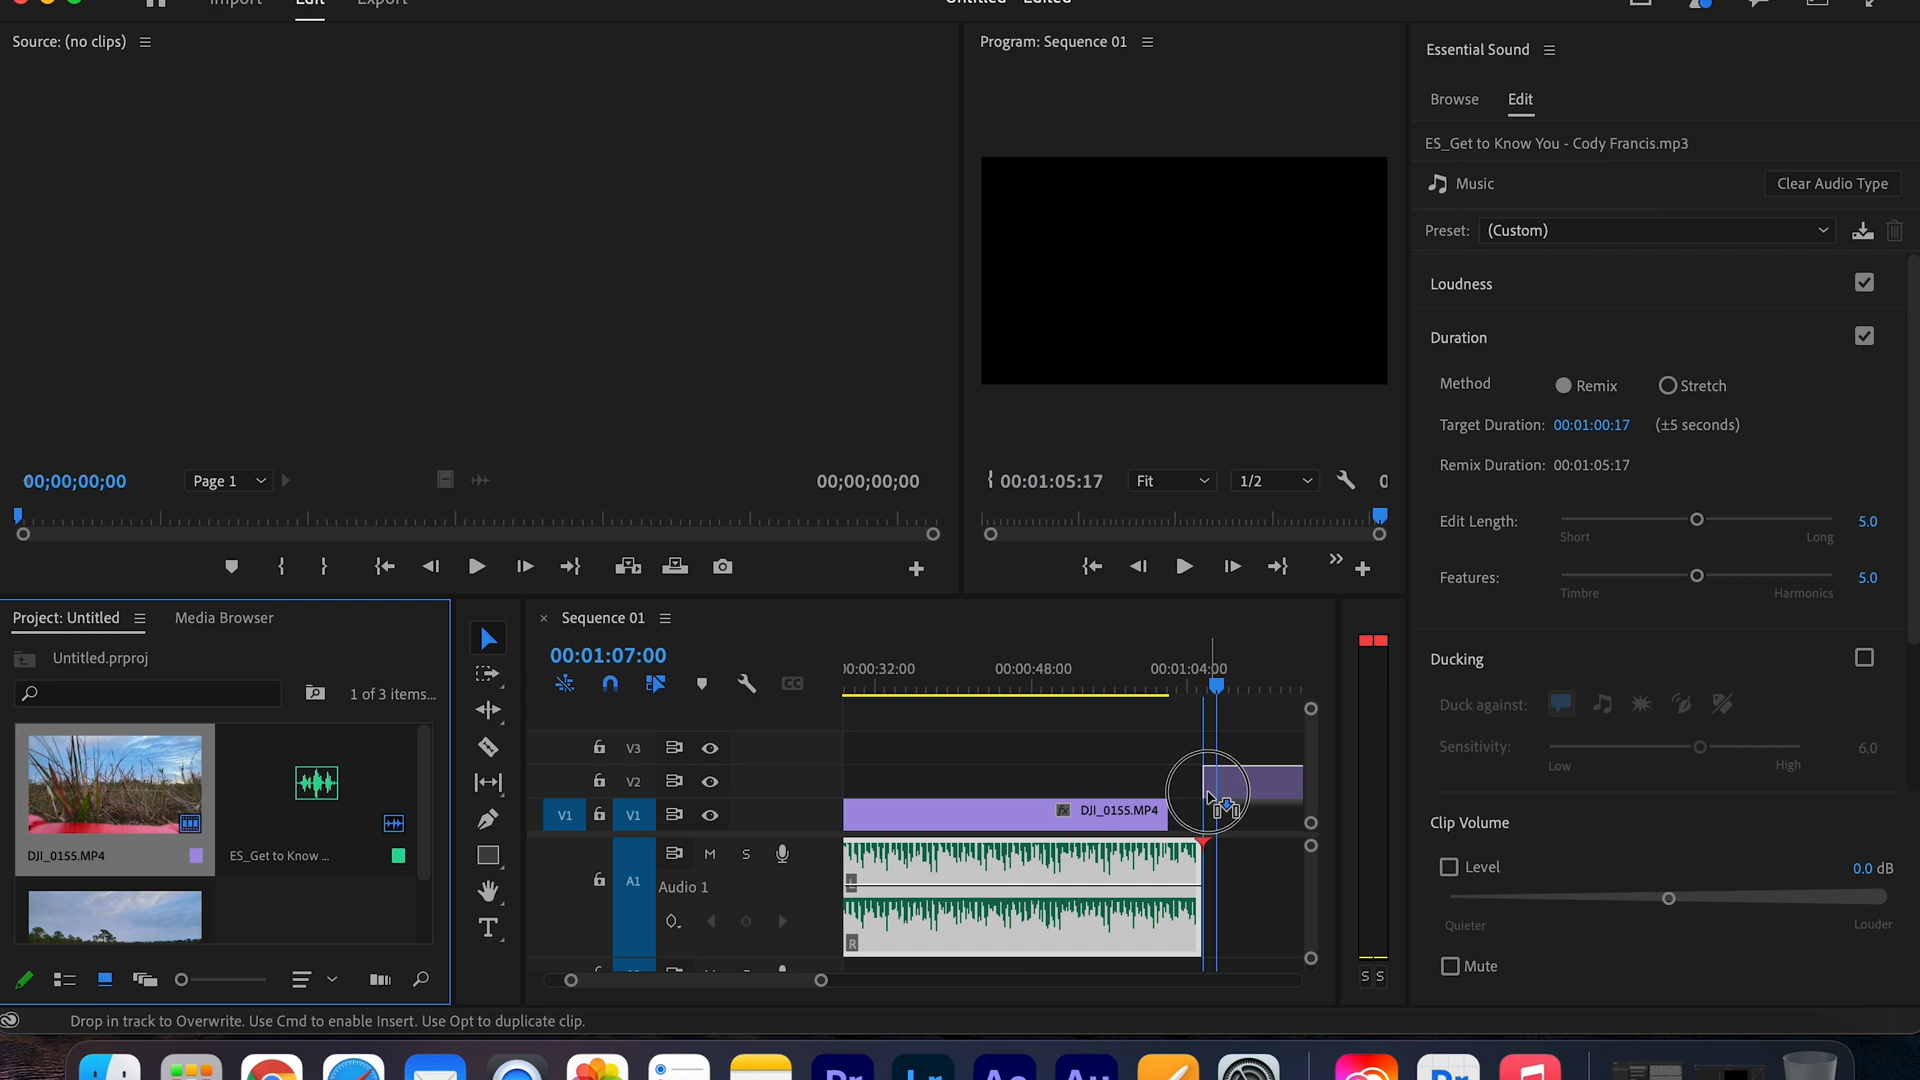 Import Edit Export
Untitled - Edited
Source: (no clips)
Program: Sequence 01
Essential Sound
Browse Edit
ES_Get to Know You - Cody Francis.mp3
Music
Clear Audio Type
Preset: (Custom)
Loudness
Duration
Method Remix Stretch
Target Duration: 00:01:00:17 (±5 seconds)
Remix Duration: 00:01:05:17
00;00;00;00
Page 1
00;00;00;00
00:01:05:17
Fit
1/2
0
Edit Length: 5.0
Short Long
Features: 5.0
Timbre Harmonics
Project: Untitled
Media Browser
Untitled.prproj
1 of 3 items...
DJI_0155.MP4
ES_Get to Know ...
Sequence 01
00:01:07:00
00:00:32:00
00:00:48:00
00:01:04:00
V3
V2
V1 V1
fx DJI_0155.MP4
M S
A1 Audio 1
L
R
S S
Ducking
Duck against:
Sensitivity: 6.0
Low High
Clip Volume
Level 0.0 dB
Quieter Louder
Mute
Drop in track to Overwrite. Use Cmd to enable Insert. Use Opt to duplicate clip.